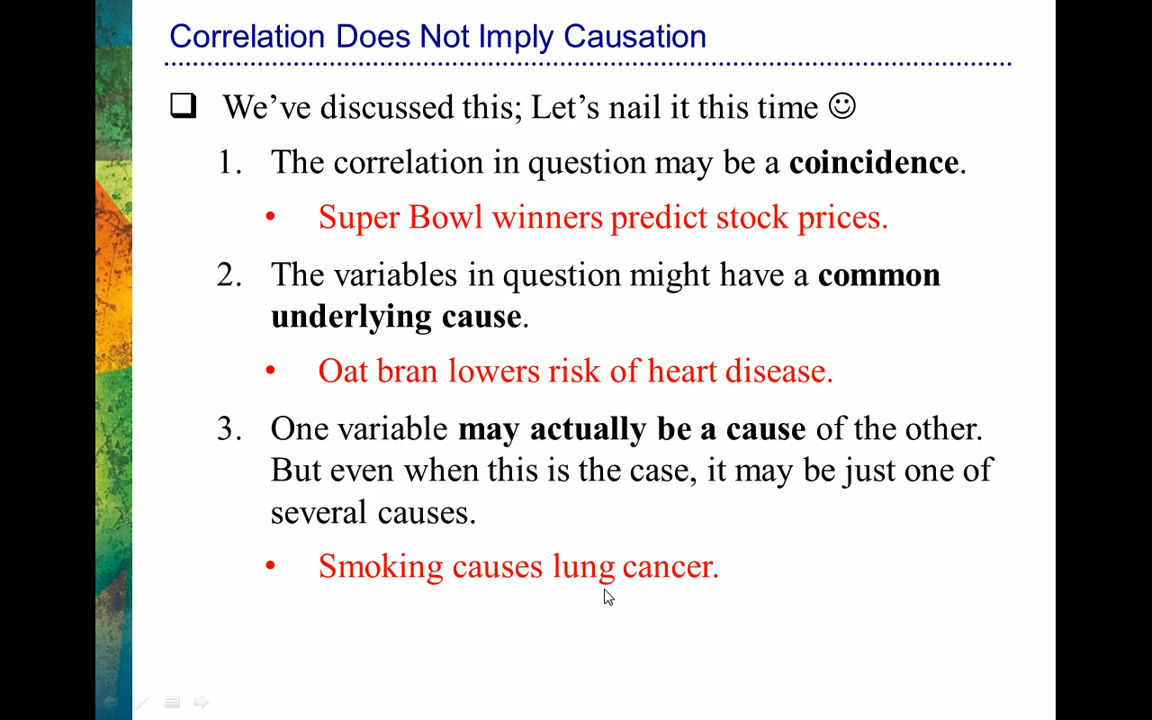 Correlation Does Not Imply Causation
❑ We’ve discussed this; Let’s nail it this time ☺
1. The correlation in question may be a coincidence.
• Super Bowl winners predict stock prices.
2. The variables in question might have a common
underlying cause.
• Oat bran lowers risk of heart disease.
3. One variable may actually be a cause of the other.
But even when this is the case, it may be just one of
several causes.
• Smoking causes lung cancer.